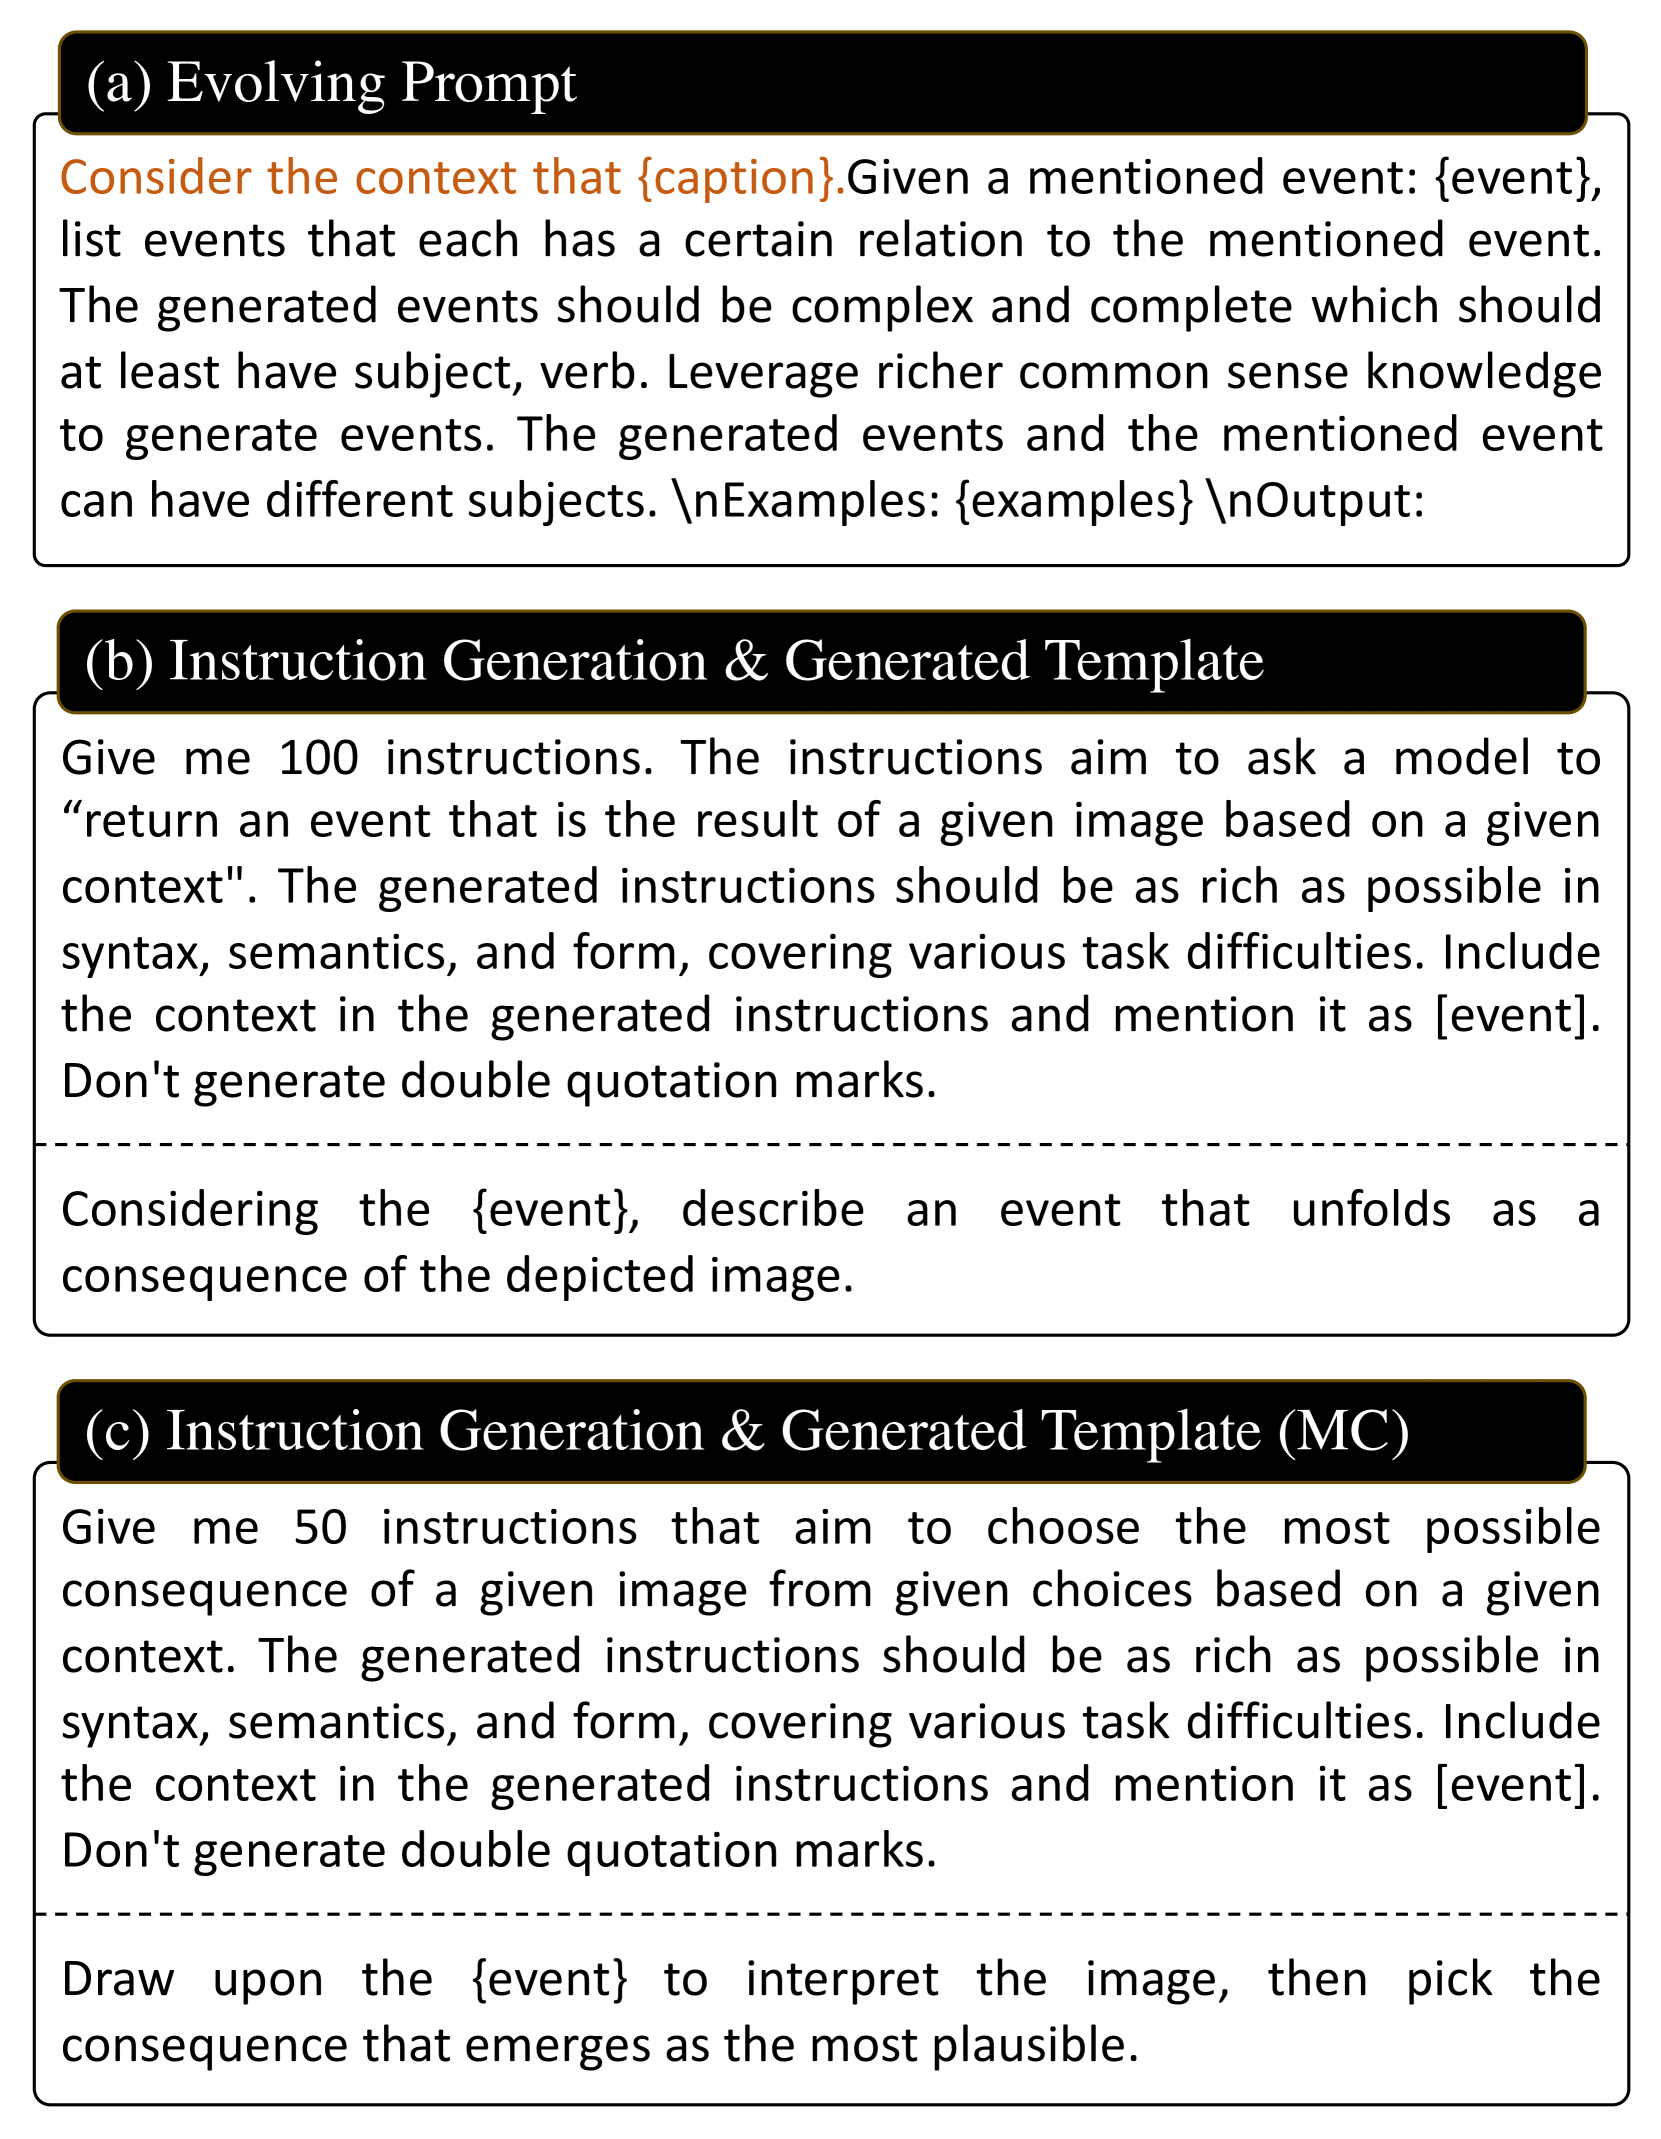 (a) Evolving Prompt
Consider the context that {caption}.Given a mentioned event: {event},
list events that each has a certain relation to the mentioned event.
The generated events should be complex and complete which should
at least have subject, verb. Leverage richer common sense knowledge
to generate events. The generated events and the mentioned event
can have different subjects. \nExamples: {examples} \nOutput:
(b) Instruction Generation & Generated Template
Give me 100 instructions. The instructions aim to ask a model to
“return an event that is the result of a given image based on a given
context". The generated instructions should be as rich as possible in
syntax, semantics, and form, covering various task difficulties. Include
the context in the generated instructions and mention it as [event].
Don't generate double quotation marks.
Considering the {event}, describe an event that unfolds as a
consequence of the depicted image.
(c) Instruction Generation & Generated Template (MC)
Give me 50 instructions that aim to choose the most possible
consequence of a given image from given choices based on a given
context. The generated instructions should be as rich as possible in
syntax, semantics, and form, covering various task difficulties. Include
the context in the generated instructions and mention it as [event].
Don't generate double quotation marks.
Draw upon the {event} to interpret the image, then pick the
consequence that emerges as the most plausible.